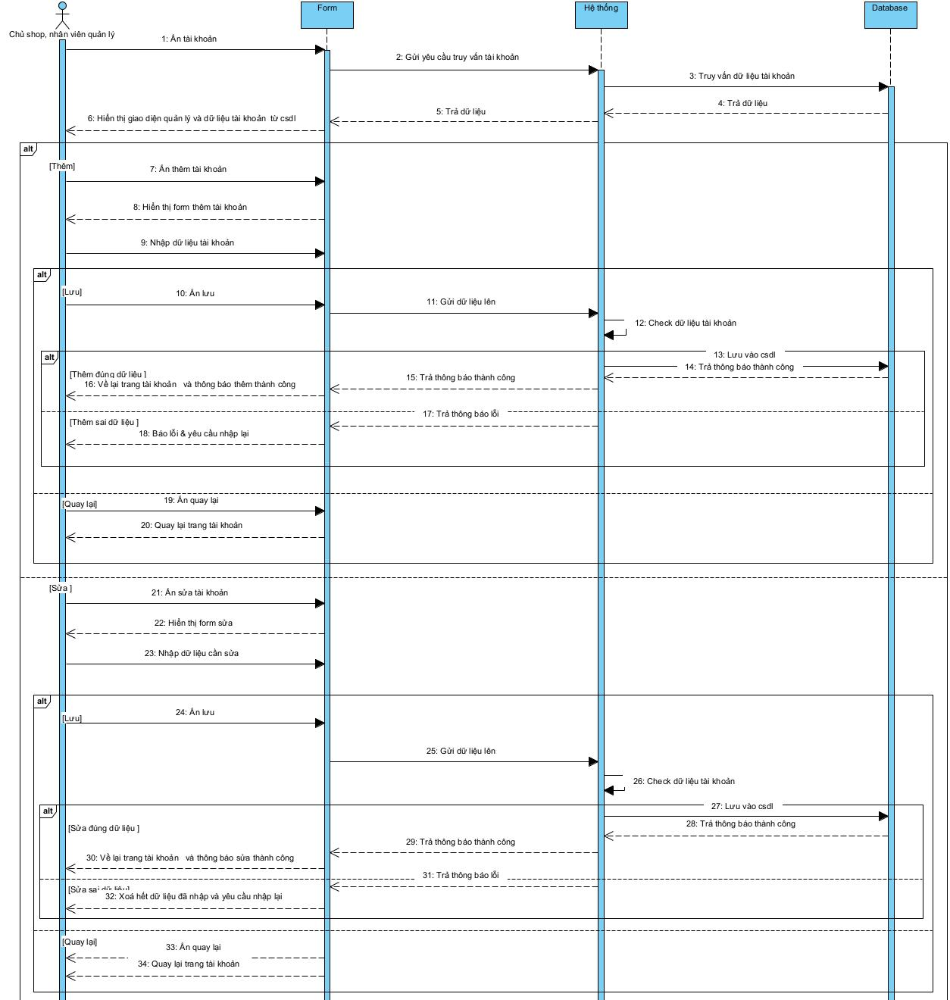 Form
Hệ thống
Database
Chủ shop, nhân viên quản lý
1: Ấn tài khoản
2: Gửi yêu cầu truy vấn tài khoản
3: Truy vấn dữ liệu tài khoản
4: Trả dữ liệu
5: Trả dữ liệu
6: Hiển thị giao diện quản lý và dữ liệu tài khoản từ csdl
alt
[Thêm]
7: Ấn thêm tài khoản
8: Hiển thị form thêm tài khoản
9: Nhập dữ liệu tài khoản
alt
[Lưu]
10: Ấn lưu
11: Gửi dữ liệu lên
12: Check dữ liệu tài khoản
alt
13: Lưu vào csdl
14: Trả thông báo thành công
[Thêm đúng dữ liệu ]
15: Trả thông báo thành công
16: Về lại trang tài khoản và thông báo thêm thành công
17: Trả thông báo lỗi
[Thêm sai dữ liệu ]
18: Báo lỗi & yêu cầu nhập lại
19: Ấn quay lại
[Quay lại]
20: Quay lại trang tài khoản
[Sửa ]
21: Ấn sửa tài khoản
22: Hiển thị form sửa
23: Nhập dữ liệu cần sửa
alt
[Lưu]
24: Ấn lưu
25: Gửi dữ liệu lên
26: Check dữ liệu tài khoản
alt
27: Lưu vào csdl
28: Trả thông báo thành công
[Sửa đúng dữ liệu ]
29: Trả thông báo thành công
30: Về lại trang tài khoản và thông báo sửa thành công
31: Trả thông báo lỗi
[Sửa sai dữ liệu]
32: Xoá hết dữ liệu đã nhập và yêu cầu nhập lại
[Quay lại]
33: Ấn quay lại
34: Quay lại trang tài khoản